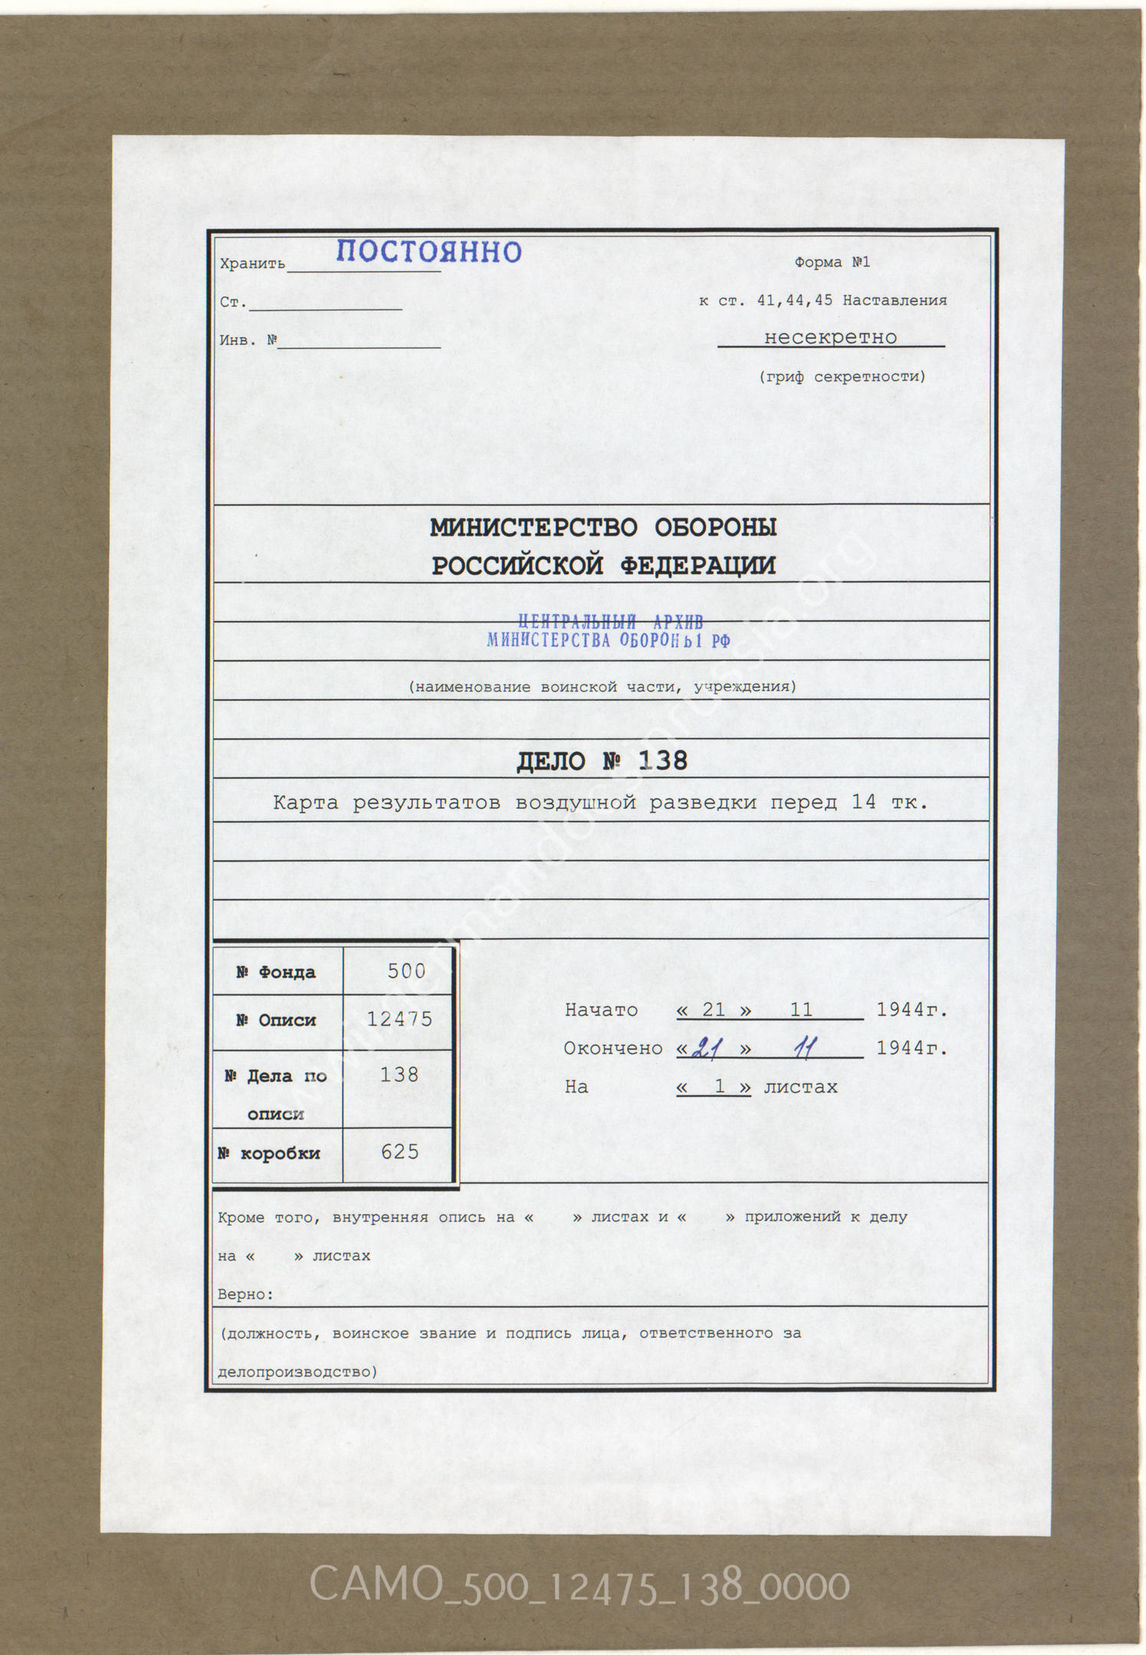 Хранить ПОСТОЯННО
Форма №1
Ст.
к ст. 41,44,45 Наставления
Инв. №
несекретно
(гриф секретности)
МИНИСТЕРСТВО ОБОРОНЫ
РОССИЙСКОЙ ФЕДЕРАЦИИ
ЦЕНТРАЛЬНЫЙ АРХИВ
МИНИСТЕРСТВА ОБОРОНЫ РФ
(наименование воинской части, учреждения)
ДЕЛО № 138
Карта результатов воздушной разведки перед 14 тк.
№ Фонда 500
№ Описи 12475
№ Дела по 138
описи
№ коробки 625
Начато « 21 » 11 1944г.
Окончено «21 » 11 1944г.
На « 1 » листах
Кроме того, внутренняя опись на « » листах и « » приложений к делу
на « » листах
Верно:
(должность, воинское звание и подпись лица, ответственного за
делопроизводство)
CAMO_500_12475_138_0000